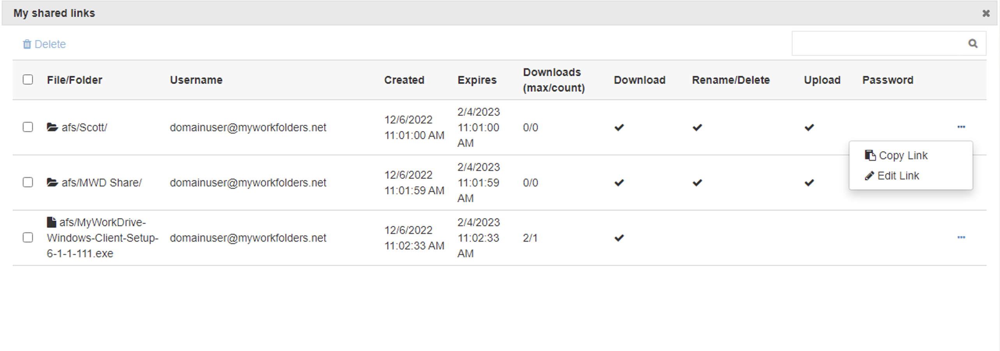 My shared links
Delete
File/Folder Username Created Expires Downloads (max/count) Download Rename/Delete Upload Password
afs/Scott/ domainuser@myworkfolders.net 12/6/2022 11:01:00 AM 2/4/2023 11:01:00 AM 0/0
Copy Link
Edit Link
afs/MWD Share/ domainuser@myworkfolders.net 12/6/2022 11:01:59 AM 2/4/2023 11:01:59 AM 0/0
afs/MyWorkDrive-Windows-Client-Setup-6-1-1-111.exe domainuser@myworkfolders.net 12/6/2022 11:02:33 AM 2/4/2023 11:02:33 AM 2/1